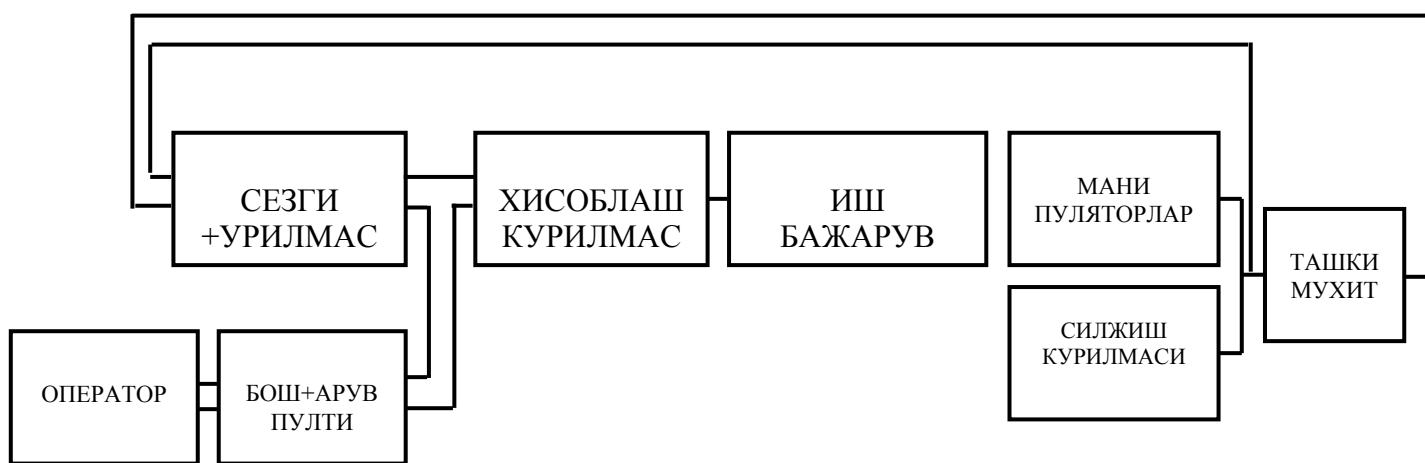 СЕЗГИ
+УРИЛМАС
ХИСОБЛАШ
КУРИЛМАС
ИШ
БАЖАРУВ
МАНИ
ПУЛЯТОРЛАР
ТАШКИ
МУХИТ
СИЛЖИШ
КУРИЛМАСИ
ОПЕРАТОР
БОШ+АРУВ
ПУЛТИ